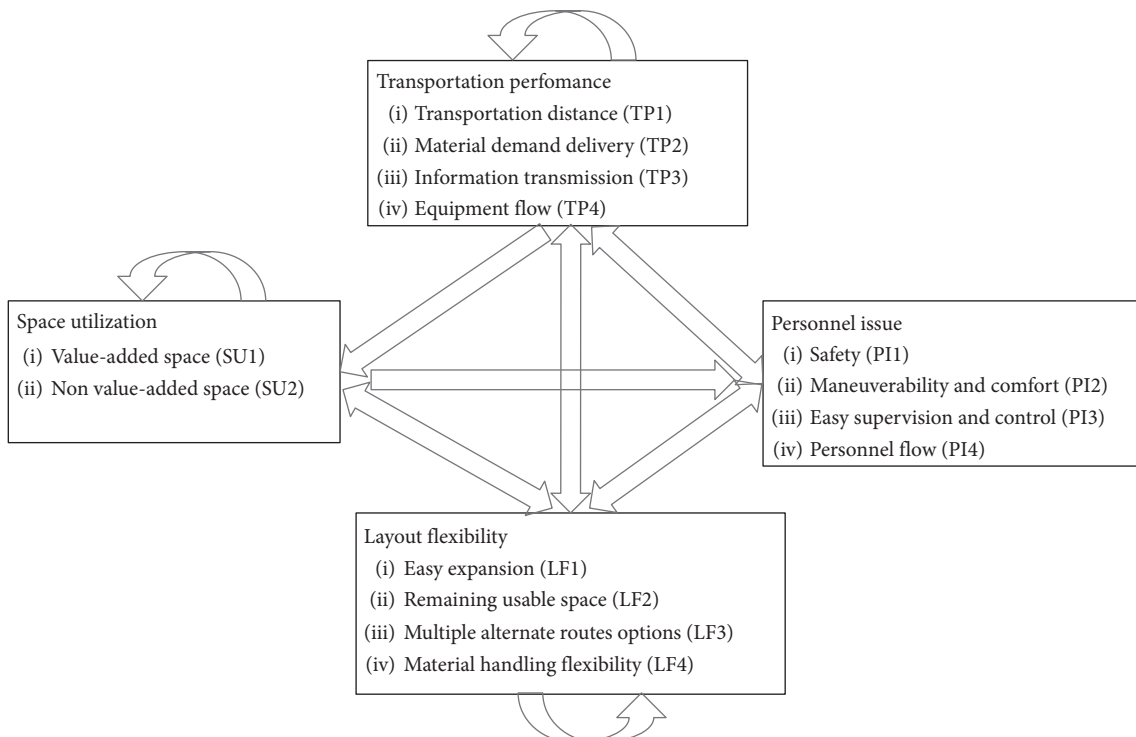 Transportation perfomance
(i) Transportation distance (TP1)
(ii) Material demand delivery (TP2)
(iii) Information transmission (TP3)
(iv) Equipment flow (TP4)
Space utilization
(i) Value-added space (SU1)
(ii) Non value-added space (SU2)
Personnel issue
(i) Safety (PI1)
(ii) Maneuverability and comfort (PI2)
(iii) Easy supervision and control (PI3)
(iv) Personnel flow (PI4)
Layout flexibility
(i) Easy expansion (LF1)
(ii) Remaining usable space (LF2)
(iii) Multiple alternate routes options (LF3)
(iv) Material handling flexibility (LF4)